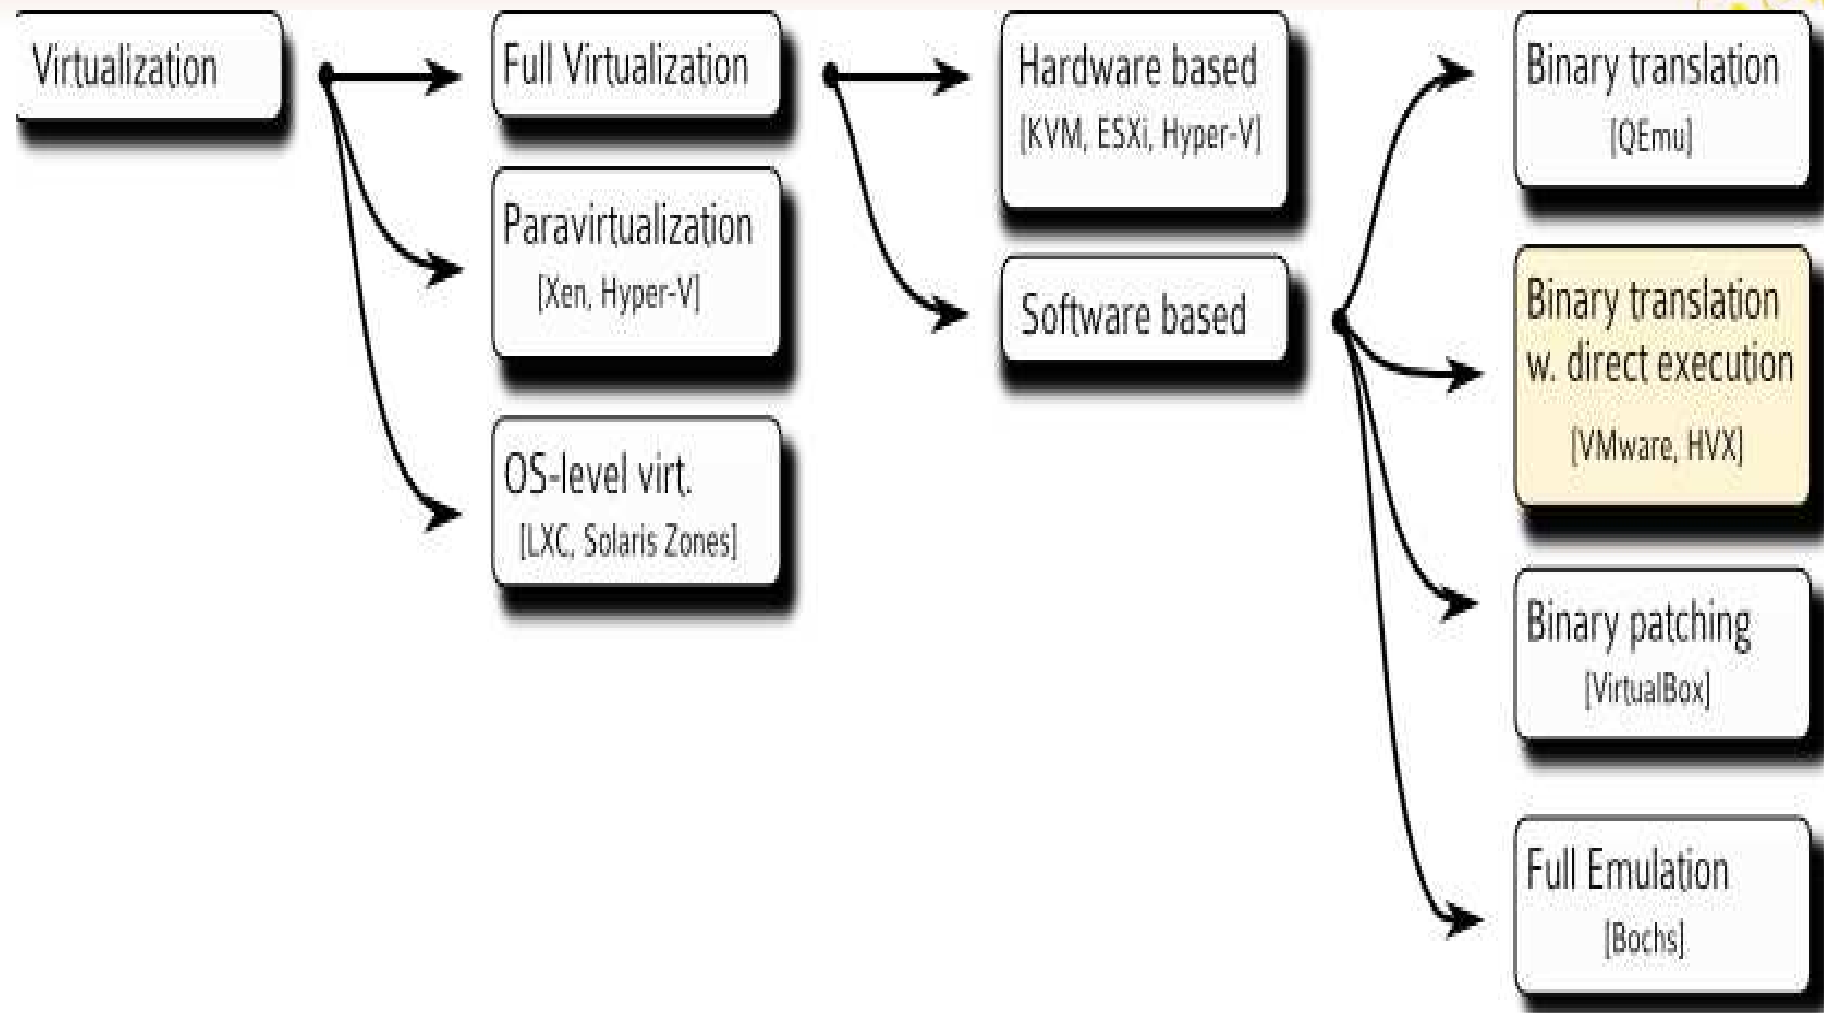 Virtualization
Full Virtualization
Paravirtualization
[Xen, Hyper-V]
OS-level virt.
[LXC, Solaris Zones]
Hardware based
[KVM, ESXi, Hyper-V]
Software based
Binary translation
[QEmu]
Binary translation
w. direct execution
[VMware, HVX]
Binary patching
[VirtualBox]
Full Emulation
[Bochs]